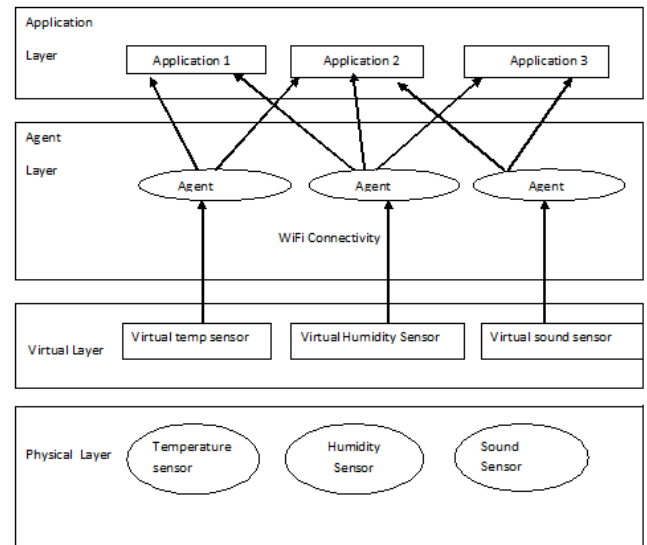 Application
Layer
Application 1
Application 2
Application 3
Agent
Layer
Agent
Agent
Agent
WiFi Connectivity
Virtual Layer
Virtual temp sensor
Virtual Humidity Sensor
Virtual sound sensor
Physical Layer
Temperature
sensor
Humidity
Sensor
Sound
Sensor